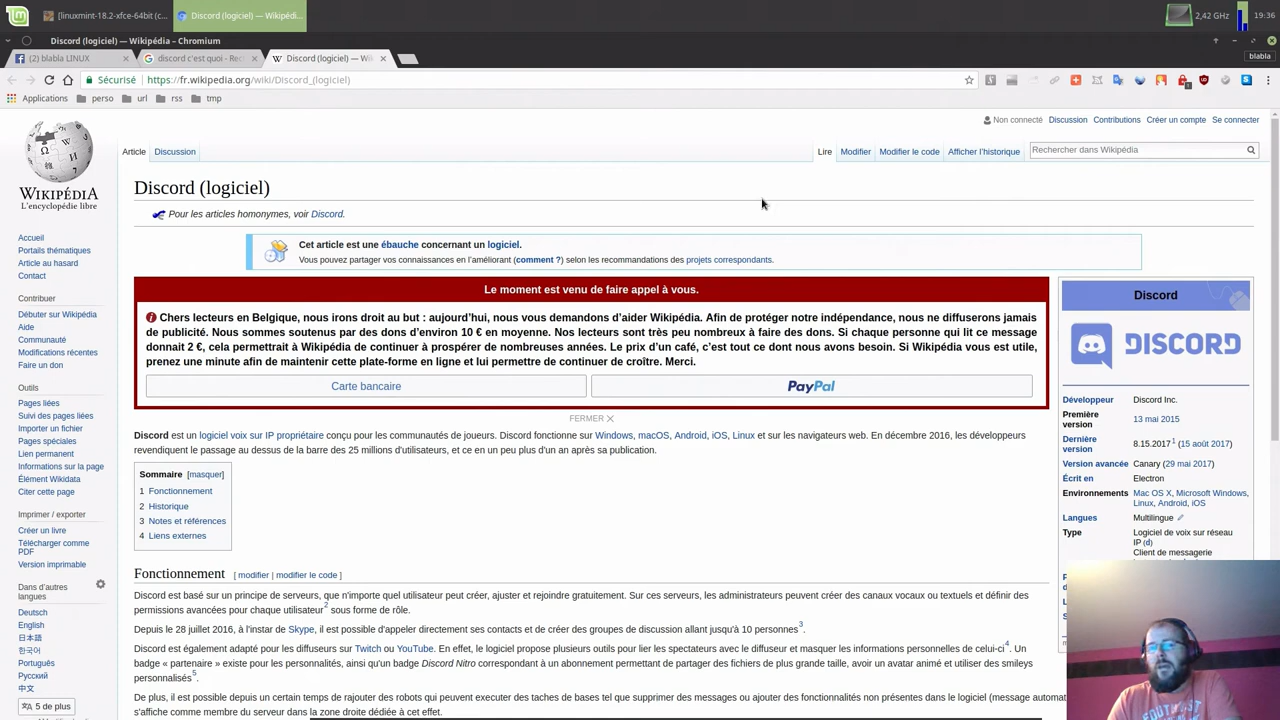 [linuxmint-18.2-xfce-64bit (c...
Discord (logiciel) — Wikipédi...
2,42 GHz
19:36
Discord (logiciel) — Wikipédia – Chromium
(2) blabla LINUX
discord c'est quoi - Rec
Discord (logiciel) — Wik
blabla
Sécurisé
https://fr.wikipedia.org/wiki/Discord_(logiciel)
Applications
perso
url
rss
tmp
Non connecté Discussion Contributions Créer un compte Se connecter
Article Discussion
Lire Modifier Modifier le code Afficher l'historique
Rechercher dans Wikipédia
WIKIPÉDIA
L'encyclopédie libre
Accueil
Portails thématiques
Article au hasard
Contact
Contribuer
Débuter sur Wikipédia
Aide
Communauté
Modifications récentes
Faire un don
Outils
Pages liées
Suivi des pages liées
Importer un fichier
Pages spéciales
Lien permanent
Informations sur la page
Élément Wikidata
Citer cette page
Imprimer / exporter
Créer un livre
Télécharger comme
PDF
Version imprimable
Dans d'autres
langues
Deutsch
English
日本語
한국어
Português
Русский
中文
5 de plus
Discord (logiciel)
Pour les articles homonymes, voir Discord.
Cet article est une ébauche concernant un logiciel.
Vous pouvez partager vos connaissances en l'améliorant (comment ?) selon les recommandations des projets correspondants.
Le moment est venu de faire appel à vous.
Chers lecteurs en Belgique, nous irons droit au but : aujourd'hui, nous vous demandons d'aider Wikipédia. Afin de protéger notre indépendance, nous ne diffuserons jamais
de publicité. Nous sommes soutenus par des dons d'environ 10 € en moyenne. Nos lecteurs sont très peu nombreux à faire des dons. Si chaque personne qui lit ce message
donnait 2 €, cela permettrait à Wikipédia de continuer à prospérer de nombreuses années. Le prix d'un café, c'est tout ce dont nous avons besoin. Si Wikipédia vous est utile,
prenez une minute afin de maintenir cette plate-forme en ligne et lui permettre de continuer de croître. Merci.
Carte bancaire
PayPal
FERMER
Discord est un logiciel voix sur IP propriétaire conçu pour les communautés de joueurs. Discord fonctionne sur Windows, macOS, Android, iOS, Linux et sur les navigateurs web. En décembre 2016, les développeurs
revendiquent le passage au dessus de la barre des 25 millions d'utilisateurs, et ce en un peu plus d'un an après sa publication.
Sommaire [masquer]
1 Fonctionnement
2 Historique
3 Notes et références
4 Liens externes
Fonctionnement [ modifier | modifier le code ]
Discord est basé sur un principe de serveurs, que n'importe quel utilisateur peut créer, ajuster et rejoindre gratuitement. Sur ces serveurs, les administrateurs peuvent créer des canaux vocaux ou textuels et définir des
permissions avancées pour chaque utilisateur2 sous forme de rôle.
Depuis le 28 juillet 2016, à l'instar de Skype, il est possible d'appeler directement ses contacts et de créer des groupes de discussion allant jusqu'à 10 personnes3.
Discord est également adapté pour les diffuseurs sur Twitch ou YouTube. En effet, le logiciel propose plusieurs outils pour lier les spectateurs avec le diffuseur et masquer les informations personnelles de celui-ci4. Un
badge « partenaire » existe pour les personnalités, ainsi qu'un badge Discord Nitro correspondant à un abonnement permettant de partager des fichiers de plus grande taille, avoir un avatar animé et utiliser des smileys
personnalisés5.
De plus, il est possible depuis un certain temps de rajouter des robots qui peuvent executer des taches de bases tel que supprimer des messages ou ajouter des fonctionnalités non présentes dans le logiciel (message automat
s'affiche comme membre du serveur dans la zone droite dédiée à cet effet.
Discord
DISCORD
Développeur Discord Inc.
Première
version 13 mai 2015
Dernière
version 8.15.2017 1 (15 août 2017)
Version avancée Canary (29 mai 2017)
Écrit en Electron
Environnements Mac OS X, Microsoft Windows,
Linux, Android, iOS
Langues Multilingue
Type Logiciel de voix sur réseau
IP (d)
Client de messagerie